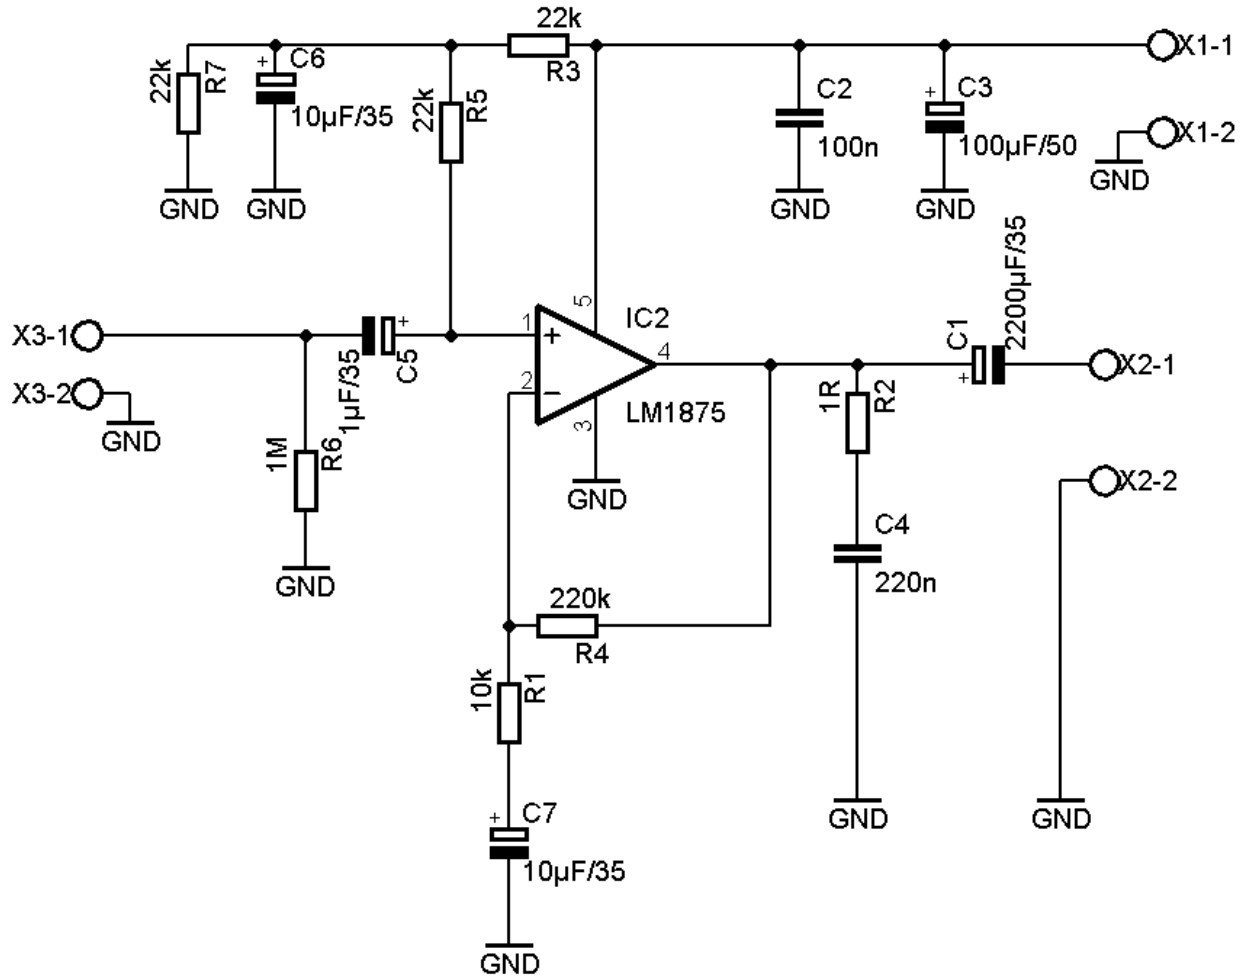 22k
R3
X1-1
22k
R7
+
C6
10µF/35
22k
R5
C2
100n
+
C3
100µF/50
X1-2
GND
GND
GND
GND
GND
X3-1
X3-2
GND
1µF/35
+
C5
1M
R6
GND
1
+
2
−
5
3
4
IC2
LM1875
GND
C1
+
2200µF/35
X2-1
1R
R2
X2-2
C4
220n
220k
R4
10k
R1
+
C7
10µF/35
GND
GND
GND